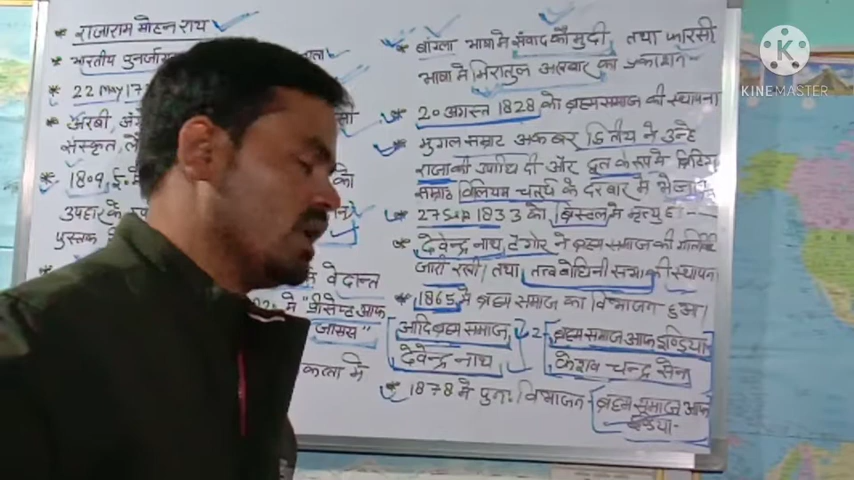 * राजाराम मोहन राय
* भारतीय पुनर्जा
* 22 May 17
* अरबी, अं
संस्कृत,
* 1809 ई. में
उपहार
पुस्तक
वेदान्त
में "प्रीसेप्ट आफ
जीसस"
कत्ता में
* बांग्ला भाषा में संवाद कौमुदी तथा फारसी
भाषा में मिरातुल अखबार का प्रकाशन
* 20 अगस्त 1828 को ब्रह्म समाज की स्थापना
* मुगल सम्राट अकबर द्वितीय ने उन्हे
राजा की उपाधि दी और दूत के रूप में ब्रिटिश
सम्राट विलियम चतुर्थ के दरबार में भेजा
* 27 Sep 1833 को ब्रिस्टल में मृत्यु
* देवेन्द्र नाथ टैगोर ने ब्रह्म समाज की गतिविधि
जारी रखी। तथा तत्व बोधिनी सभा की स्थापना
* 1865 में ब्रह्म समाज का विभाजन हुआ।
आदि ब्रह्म समाज 2- ब्रह्म समाज आफ इण्डिया
देवेन्द्र नाथ केशव चन्द्र सेन
* 1878 में पुनः विभाजन - ब्रह्म समाज आफ
इंडिया-
KINEMASTER